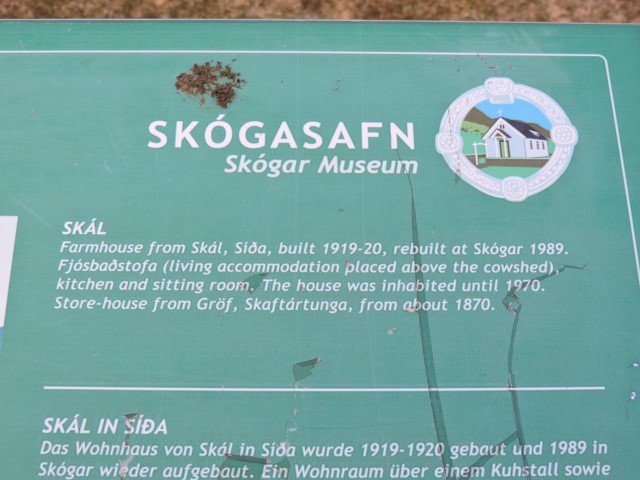 SKÓGASAFN
Skógar Museum
SKÁL
Farmhouse from Skál, Síða, built 1919-20, rebuilt at Skógar 1989.
Fjósbaðstofa (living accommodation placed above the cowshed),
kitchen and sitting room. The house was inhabited until 1970.
Store-house from Gröf, Skaftártunga, from about 1870.
SKÁL IN SÍÐA
Das Wohnhaus von Skál in Síða wurde 1919-1920 gebaut und 1989 in
Skógar wieder aufgebaut. Ein Wohnraum über einem Kuhstall sowie